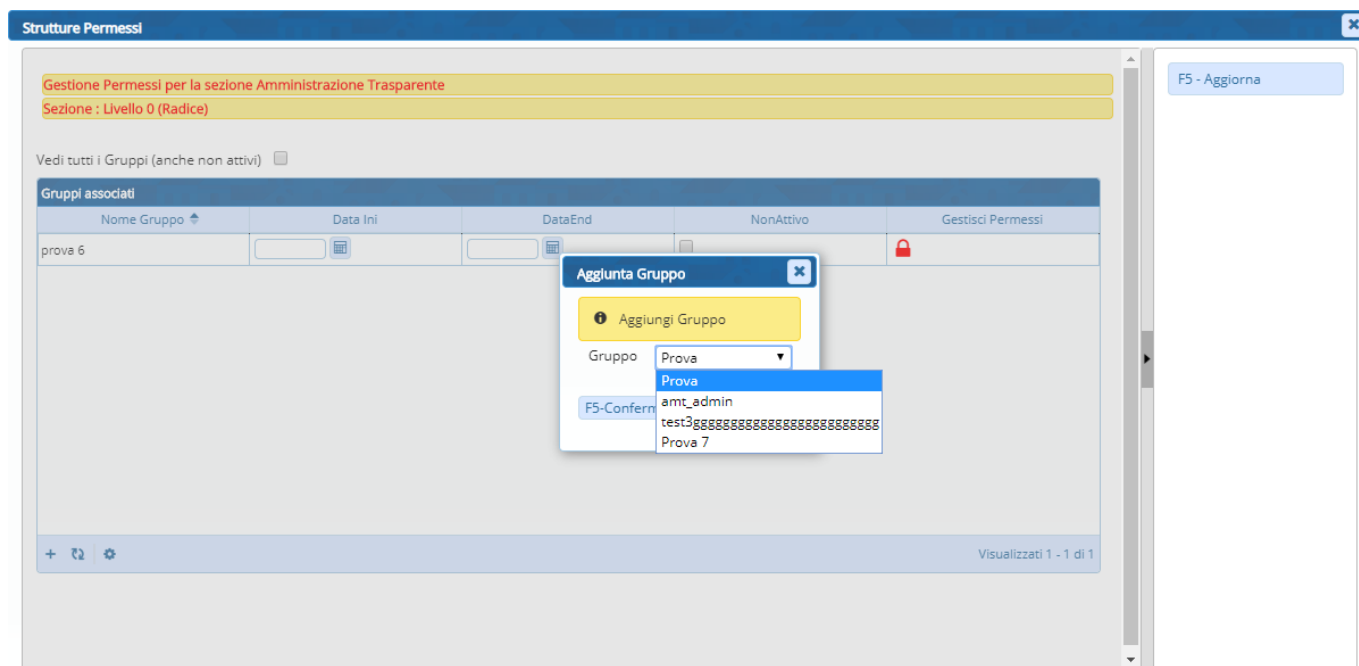 Strutture Permessi
Gestione Permessi per la sezione Amministrazione Trasparente
Sezione : Livello 0 (Radice)
F5 - Aggiorna
Vedi tutti i Gruppi (anche non attivi)
Gruppi associati
Nome Gruppo Data Ini DataEnd NonAttivo Gestisci Permessi
prova 6
Aggiunta Gruppo
Aggiungi Gruppo
Gruppo Prova
Prova
amt_admin
F5-Conferm
test3ggggggggggggggggggggggggg
Prova 7
Visualizzati 1 - 1 di 1